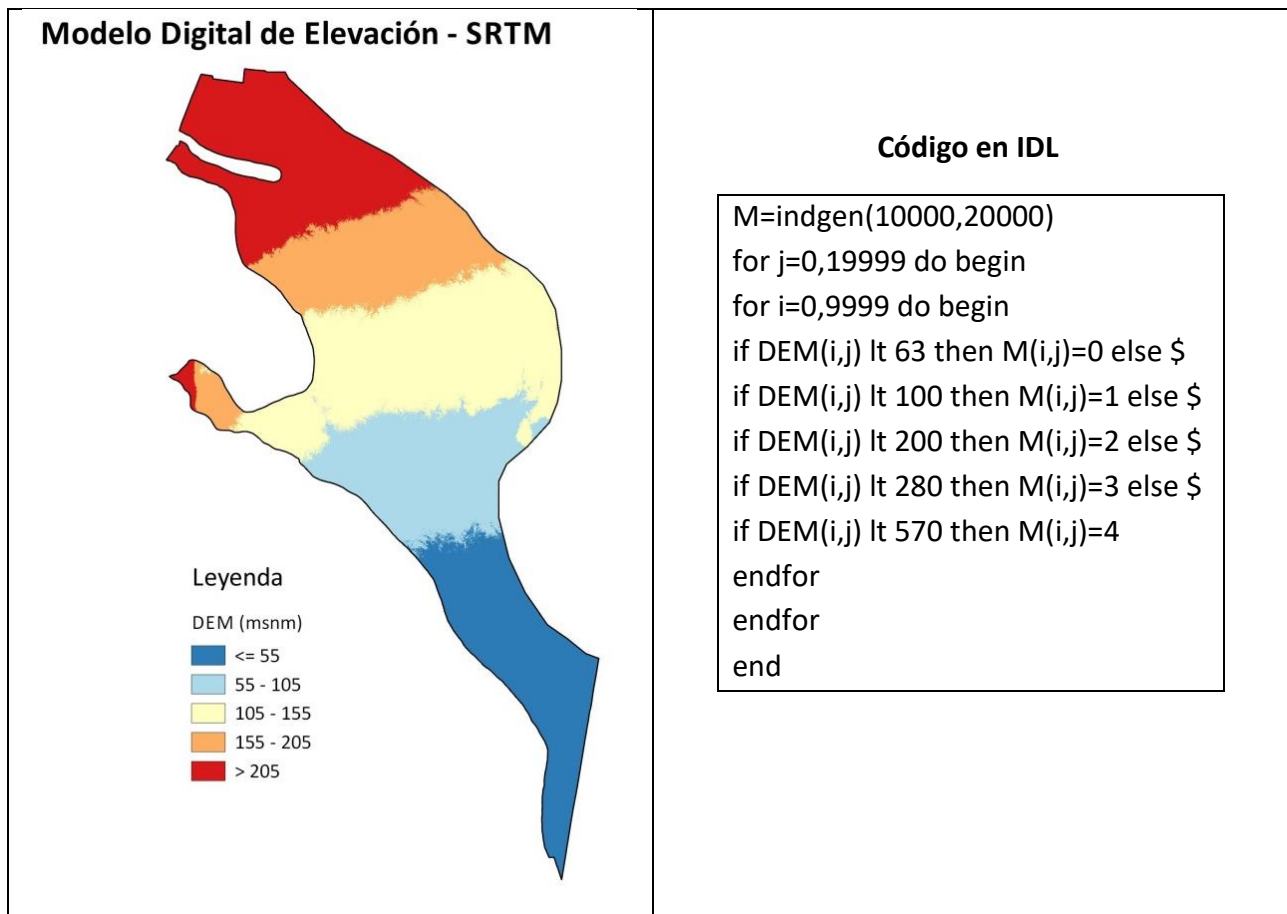 Modelo Digital de Elevación - SRTM
Leyenda
DEM (msnm)
<= 55
55 - 105
105 - 155
155 - 205
> 205
Código en IDL
M=indgen(10000,20000)
for j=0,19999 do begin
for i=0,9999 do begin
if DEM(i,j) lt 63 then M(i,j)=0 else $
if DEM(i,j) lt 100 then M(i,j)=1 else $
if DEM(i,j) lt 200 then M(i,j)=2 else $
if DEM(i,j) lt 280 then M(i,j)=3 else $
if DEM(i,j) lt 570 then M(i,j)=4
endfor
endfor
end